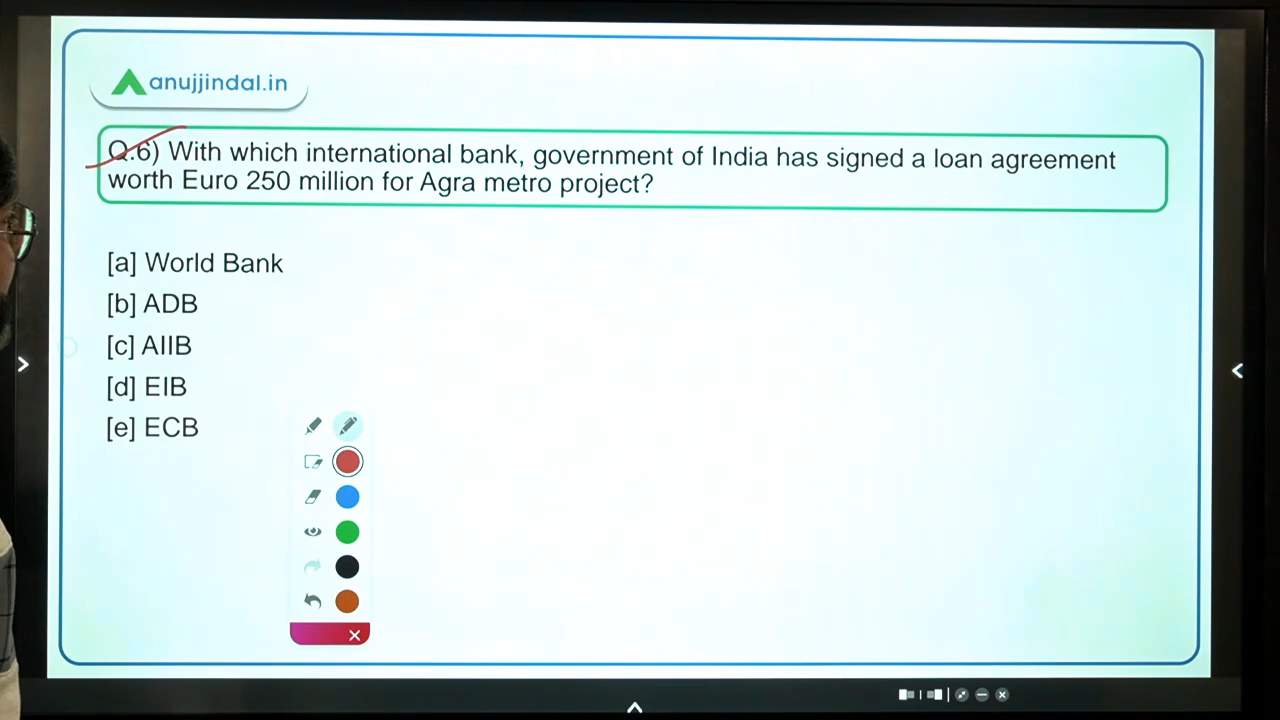 anujjindal.in
Q.6) With which international bank, government of India has signed a loan agreement
worth Euro 250 million for Agra metro project?
[a] World Bank
[b] ADB
[c] AIIB
[d] EIB
[e] ECB